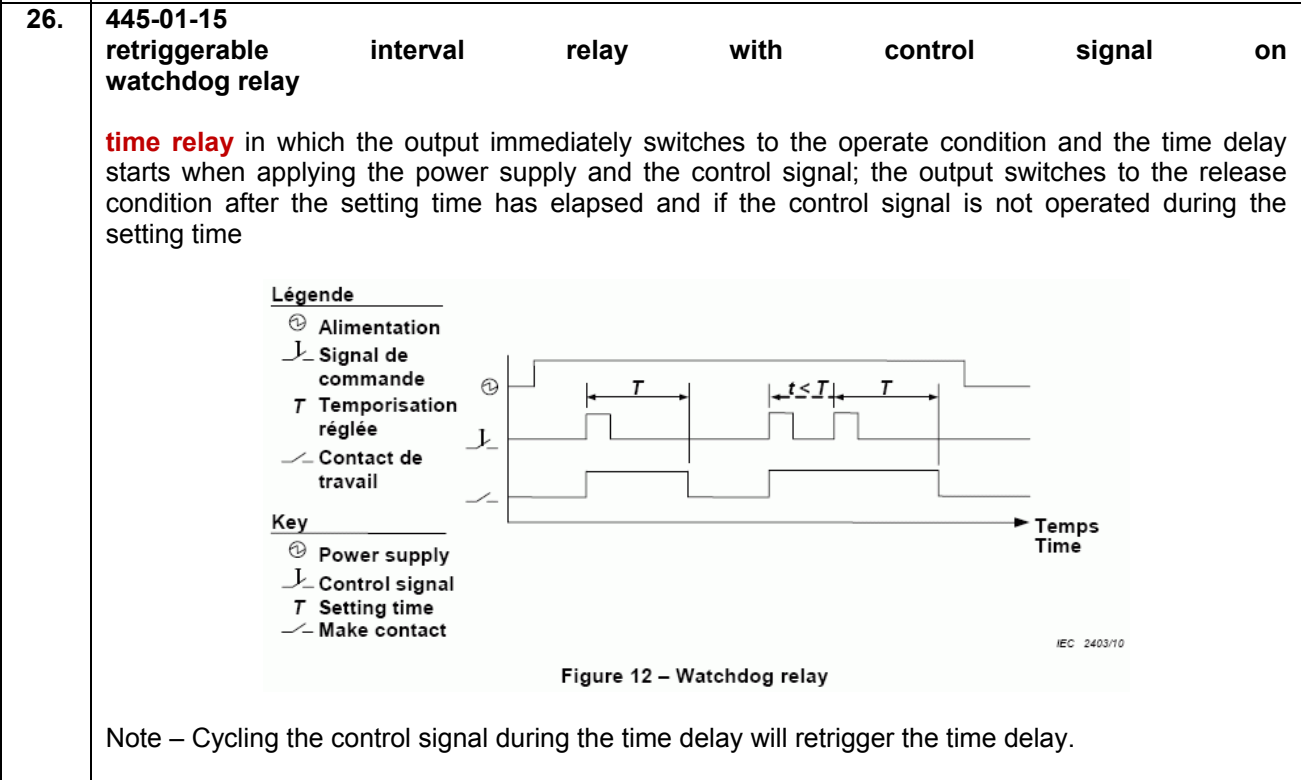 26.
445-01-15
retriggerable interval relay with control signal on
watchdog relay
time relay in which the output immediately switches to the operate condition and the time delay
starts when applying the power supply and the control signal; the output switches to the release
condition after the setting time has elapsed and if the control signal is not operated during the
setting time
Légende
Alimentation
Signal de
commande
T Temporisation
réglée
Contact de
travail
Key
Power supply
Control signal
T Setting time
Make contact
T
t < T
T
Temps
Time
IEC 2403/10
Figure 12 – Watchdog relay
Note – Cycling the control signal during the time delay will retrigger the time delay.